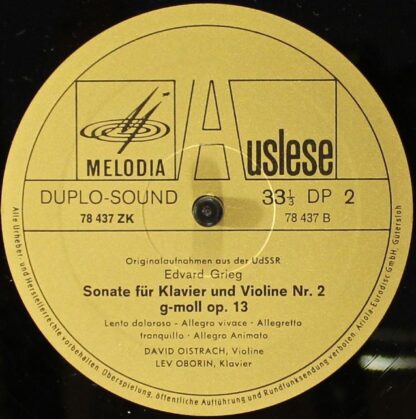 MELODIA
Auslese
DUPLO-SOUND
33⅓ DP 2
78 437 ZK
78 437 B
Originalaufnahmen aus der UdSSR
Edvard Grieg
Sonate für Klavier und Violine Nr. 2
g-moll op. 13
Lento doloroso - Allegro vivace · Allegretto
tranquillo · Allegro Animato
DAVID OISTRACH, Violine
LEV OBORIN, Klavier
Alle Urheber- und Herstellerrechte vorbehalten. Überspielung, öffentliche Aufführung und Rundfunksendung verboten. Ariola-Eurodisc GmbH, Gütersloh